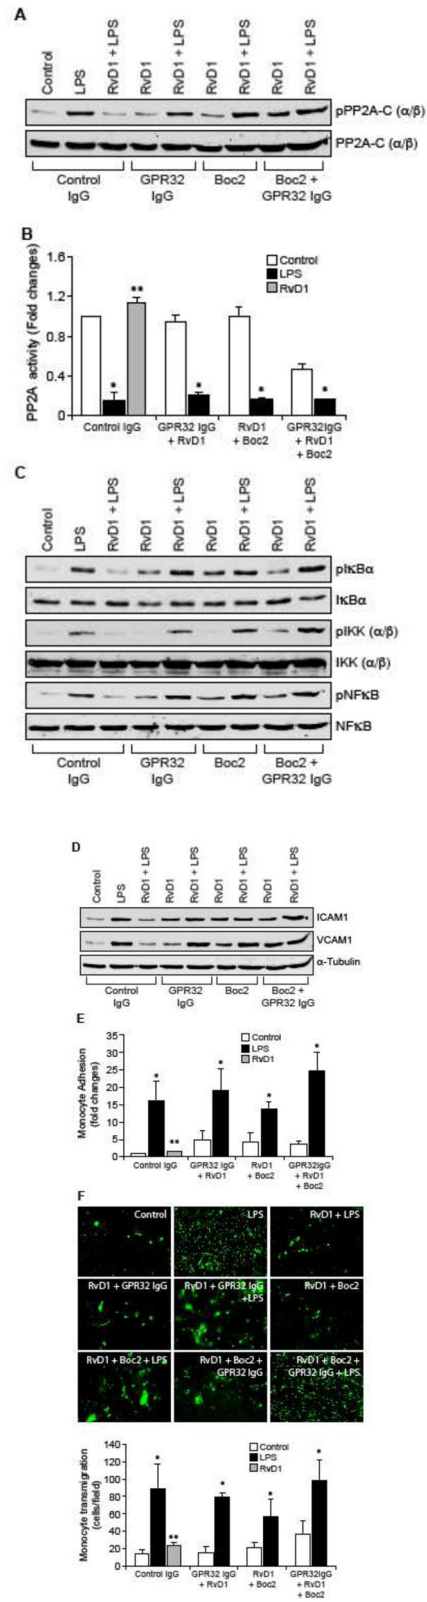 A
Control
LPS
RvD1 + LPS
RvD1
RvD1 + LPS
RvD1
RvD1 + LPS
RvD1
RvD1 + LPS
pPP2A-C (α/β)
PP2A-C (α/β)
Control
IgG
GPR32
IgG
Boc2
Boc2 +
GPR32 IgG
B
PP2A activity (Fold changes)
1.6
1.2
0.8
0.4
0
Control
LPS
RvD1
*
**
*
*
*
Control IgG
GPR32 IgG
+ RvD1
RvD1
+ Boc2
GPR32IgG
+ RvD1
+ Boc2
C
Control
LPS
RvD1 + LPS
RvD1
RvD1 + LPS
RvD1
RvD1 + LPS
RvD1
RvD1 + LPS
pIκBα
IκBα
pIKK (α/β)
IKK (α/β)
pNFκB
NFκB
Control
IgG
GPR32
IgG
Boc2
Boc2 +
GPR32 IgG
D
Control
LPS
RvD1 + LPS
RvD1
RvD1 + LPS
RvD1
RvD1 + LPS
RvD1
RvD1 + LPS
ICAM1
VCAM1
α-Tubulin
Control
IgG
GPR32
IgG
Boc2
Boc2 +
GPR32 IgG
E
Monocyte Adhesion
(fold changes)
35
30
25
20
15
10
5
0
Control
LPS
RvD1
*
**
*
*
*
Control IgG
GPR32 IgG
+ RvD1
RvD1
+ Boc2
GPR32IgG
+ RvD1
+ Boc2
F
Control
LPS
RvD1 + LPS
RvD1 + GPR32 IgG
RvD1 + GPR32 IgG
+LPS
RvD1 + Boc2
RvD1 + Boc2 + LPS
RvD1 + Boc2 +
GPR32 IgG
RvD1 + Boc2 +
GPR32 IgG + LPS
Monocyte transmigration
(cells/field)
140
120
100
80
60
40
20
0
Control
LPS
RvD1
*
**
*
*
*
Control IgG
GPR32 IgG
+ RvD1
RvD1
+ Boc2
GPR32IgG
+ RvD1
+ Boc2